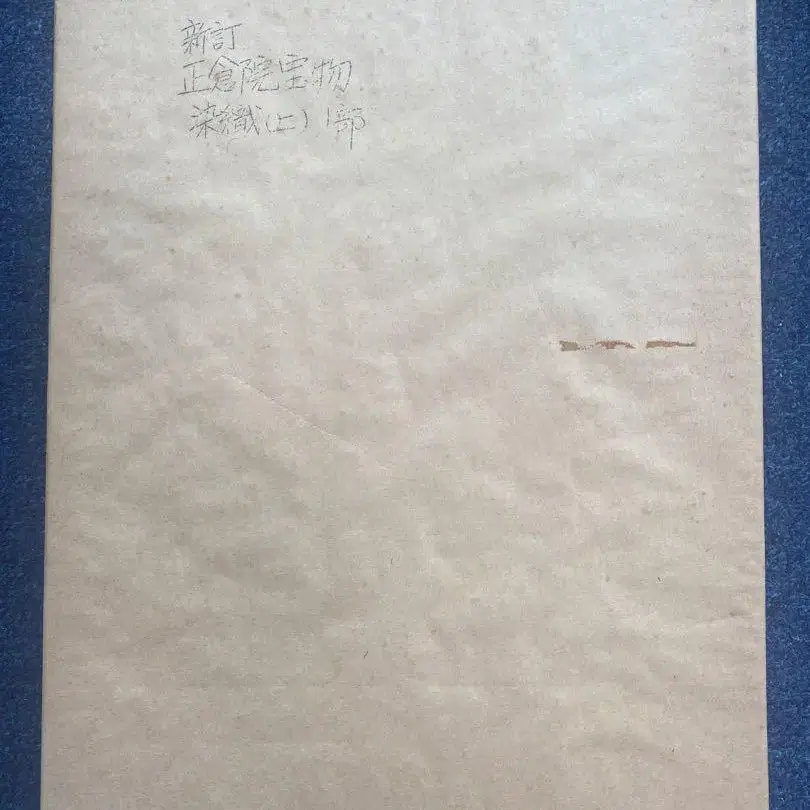 新訂
正倉院宝物
染織(上) 1部